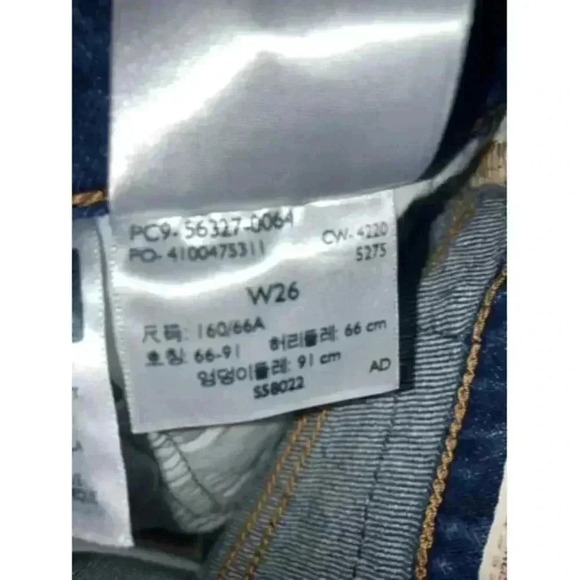 PC9- 56327-0064
PO- 4100475311
CW- 4220
5275
W26
尺码: 160/66A
호칭: 66-91 허리둘레: 66 cm
엉덩이둘레: 91 cm
S58022
AD